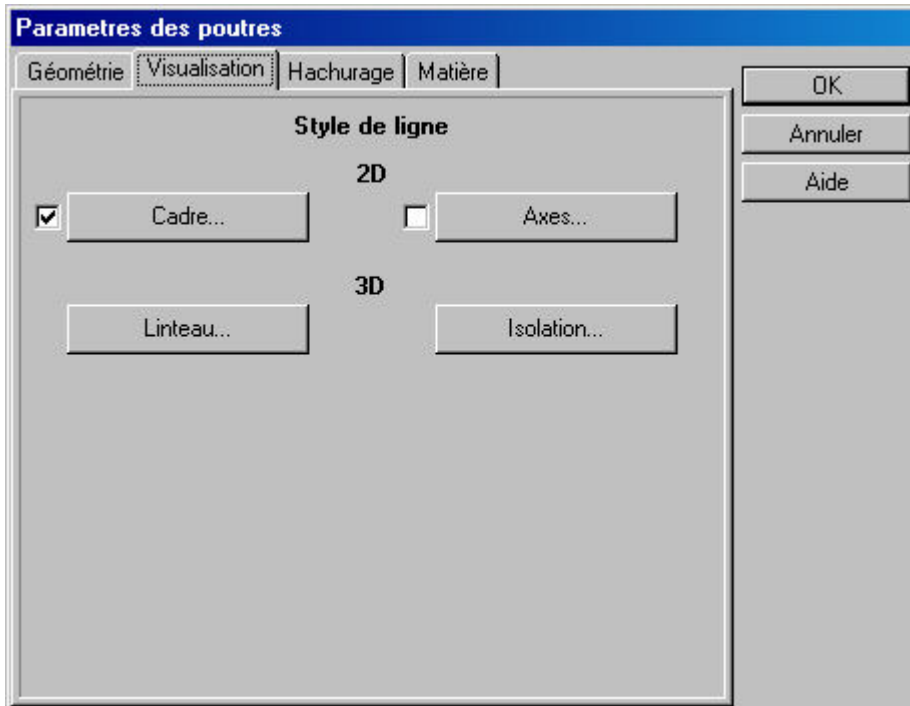 Parametres des poutres
Géométrie Visualisation Hachurage Matière
OK
Annuler
Aide
Style de ligne
2D
Cadre... Axes...
3D
Linteau... Isolation...